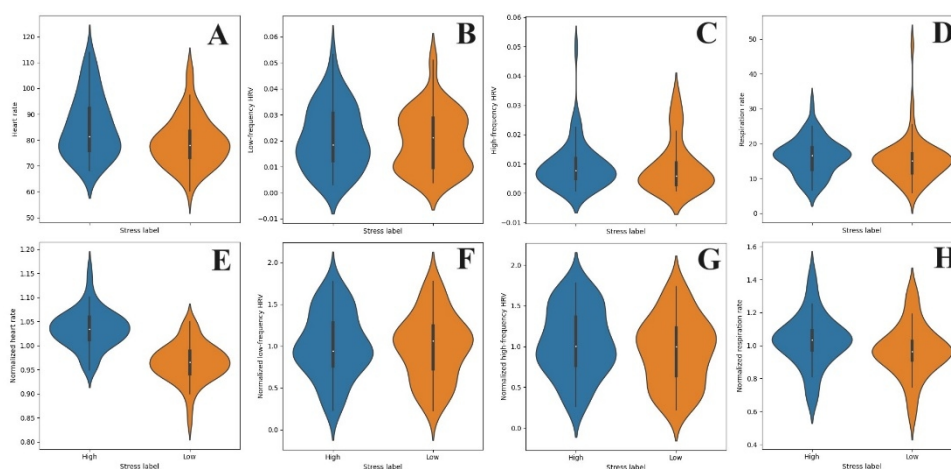 A
Heart rate
120
110
100
90
80
70
60
50
Stress label
B
Low-frequency HRV
0.06
0.05
0.04
0.03
0.02
0.01
0.00
−0.01
Stress label
C
High-frequency HRV
0.06
0.05
0.04
0.03
0.02
0.01
0.00
−0.01
Stress label
D
Respiration rate
50
40
30
20
10
0
Stress label
E
Normalized heart rate
1.20
1.15
1.10
1.05
1.00
0.95
0.90
0.85
0.80
High
Low
Stress label
F
Normalized low-frequency HRV
2.0
1.5
1.0
0.5
0.0
High
Low
Stress label
G
Normalized high-frequency HRV
2.0
1.5
1.0
0.5
0.0
High
Low
Stress label
H
Normalized respiration rate
1.6
1.4
1.2
1.0
0.8
0.6
0.4
High
Low
Stress label